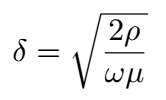 δ = √(2ρ/ωμ)